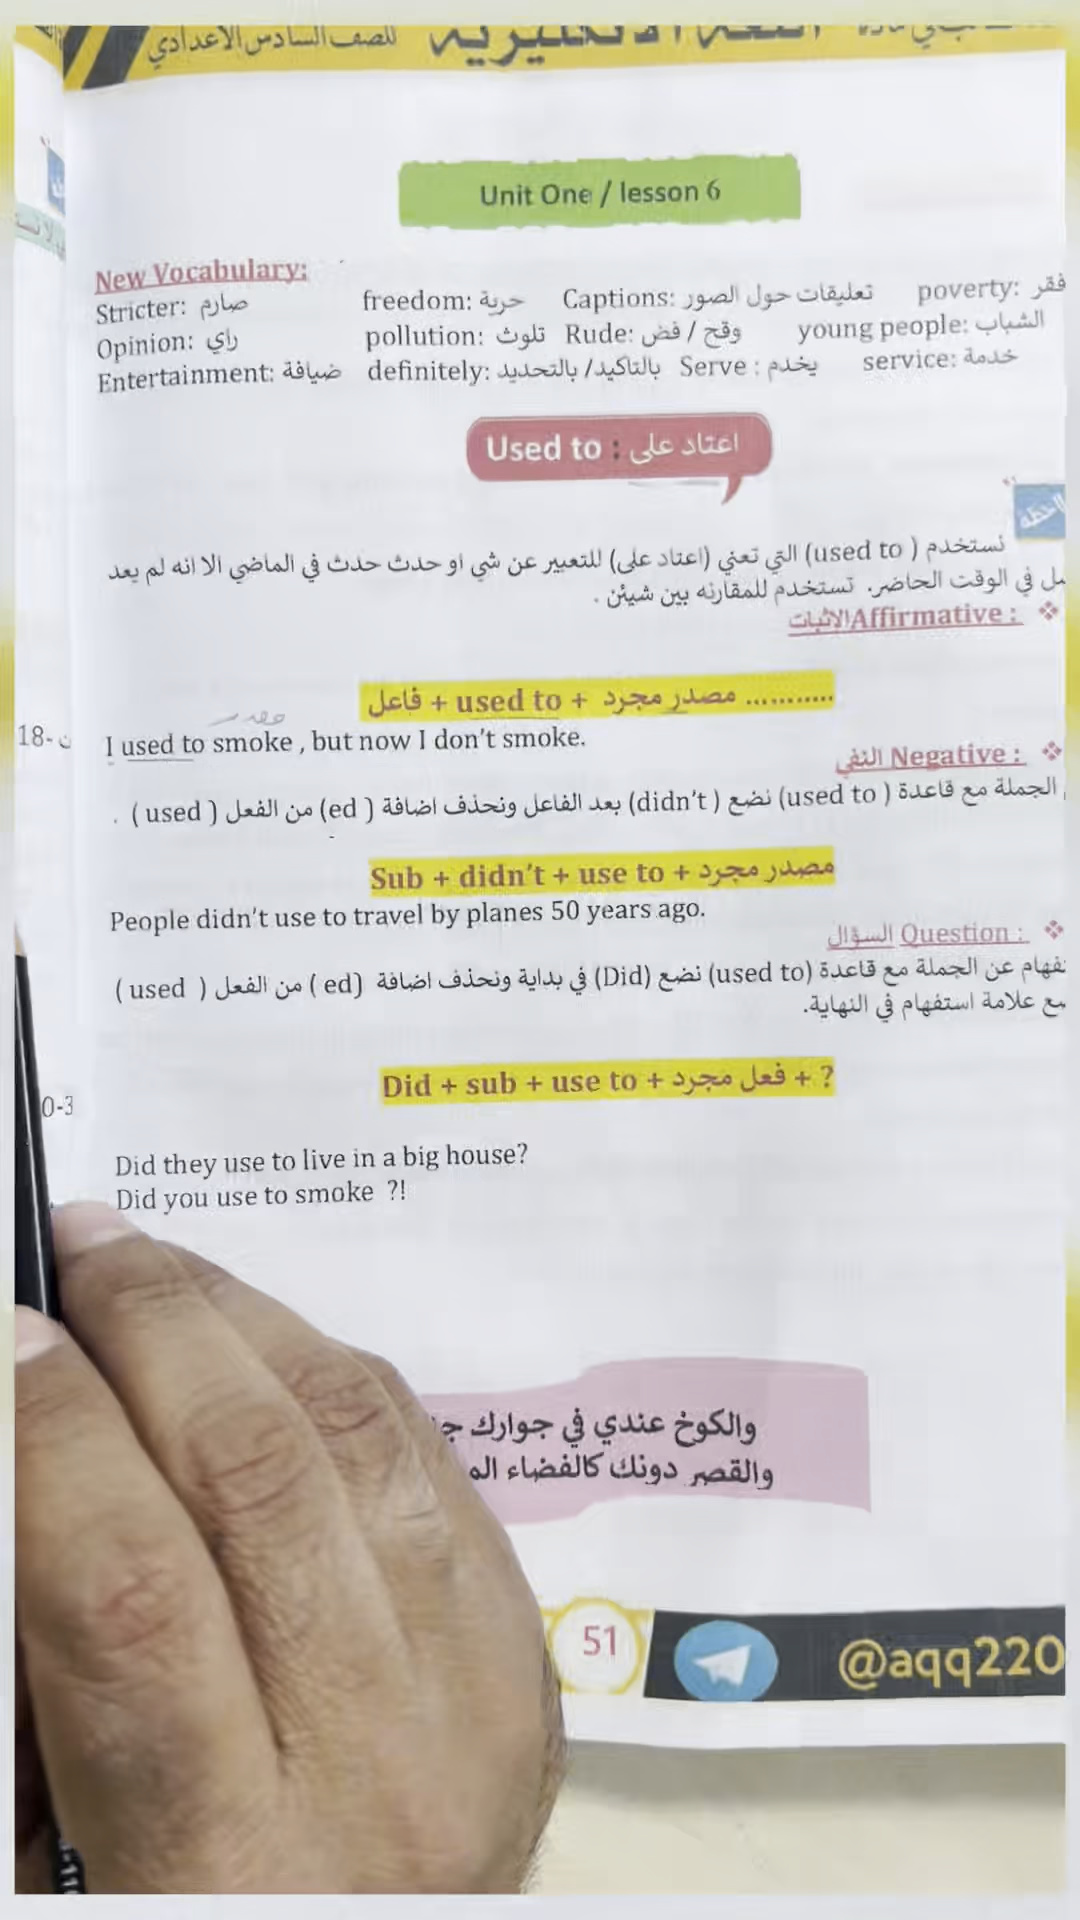 للصف السادس الاعدادي
Unit One / lesson 6
New Vocabulary:
Stricter: صارم freedom: حرية Captions: تعليقات حول الصور poverty: فقر
Opinion: راي pollution: تلوث Rude: وقح / فض young people: الشباب
Entertainment: ضيافة definitely: بالتاكيد/ بالتحديد Serve : يخدم service: خدمة
Used to : اعتاد على
نستخدم ( used to) التي تعني (اعتاد على) للتعبير عن شي او حدث حدث في الماضي الا انه لم يعد
في الوقت الحاضر. تستخدم للمقارنه بين شيئن .
❖ Affirmative : الاثبات
فاعل + used to + مصدر مجرد ...........
مصدر
18-
I used to smoke , but now I don't smoke.
❖ Negative : النفي
الجملة مع قاعدة ( used to) نضع ( didn't) بعد الفاعل ونحذف اضافة ( ed) من الفعل ( used ) .
Sub + didn't + use to + مصدر مجرد
People didn't use to travel by planes 50 years ago.
❖ Question : السؤال
عن الجملة مع قاعدة (used to) نضع (Did) في بداية ونحذف اضافة (ed ) من الفعل ( used )
علامة استفهام في النهاية.
Did + sub + use to + فعل مجرد + ?
0-3
Did they use to live in a big house?
Did you use to smoke ?!
والكوخ عندي في جوارك
والقصر دونك كالفضاء
51
@aqq220